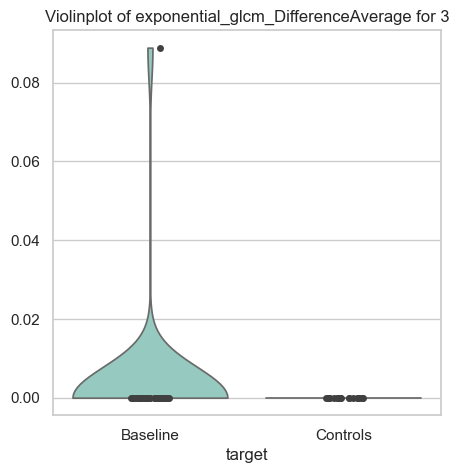 Violinplot of exponential_glcm_DifferenceAverage for 3
0.08
0.06
0.04
0.02
0.00
Baseline
Controls
target